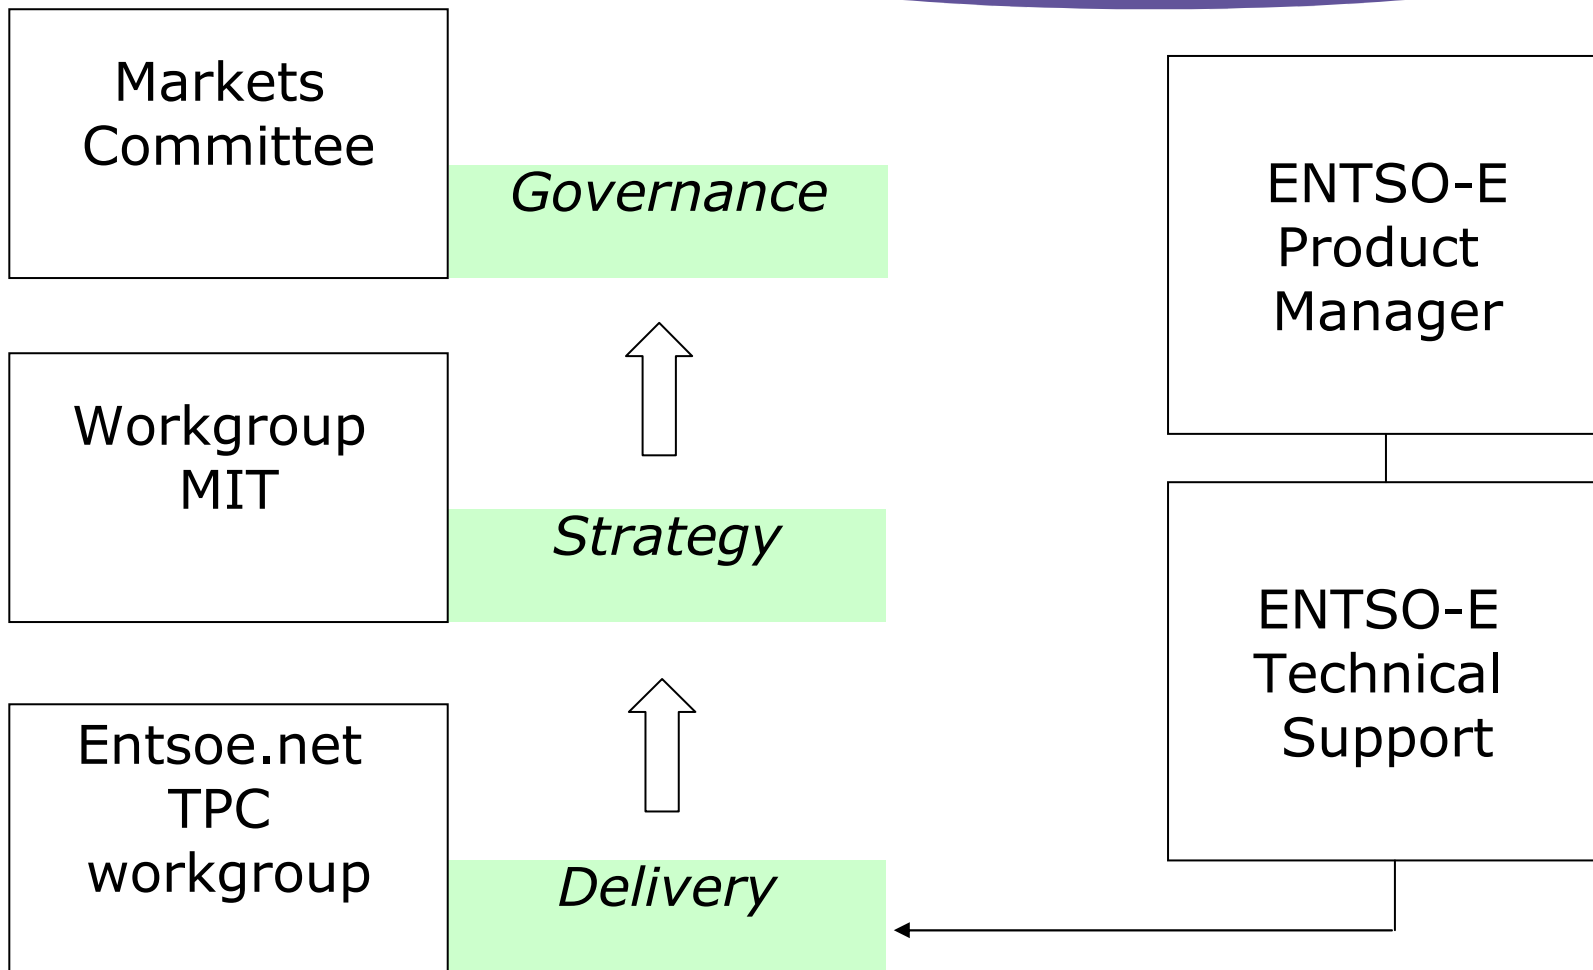 Markets
Committee
Governance
Workgroup
MIT
Strategy
Entsoe.net
TPC
workgroup
Delivery
ENTSO-E
Product
Manager
ENTSO-E
Technical
Support